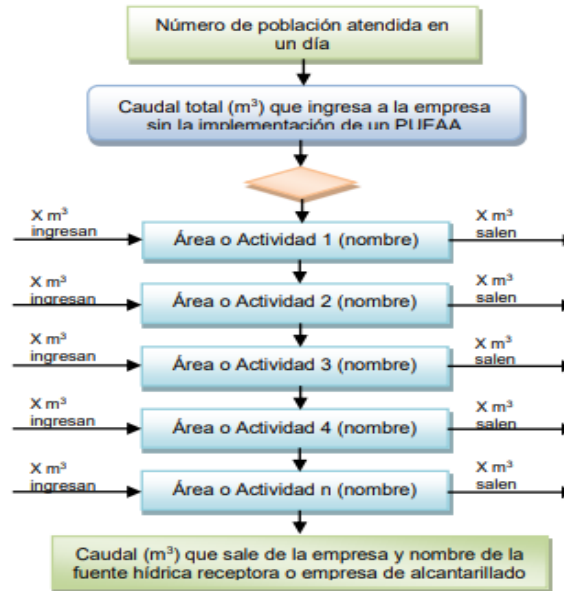 Número de población atendida en
un día
Caudal total (m³) que ingresa a la empresa
sin la implementación de un PUEAA
X m³
ingresan
Área o Actividad 1 (nombre)
X m³
salen
X m³
ingresan
Área o Actividad 2 (nombre)
X m³
salen
X m³
ingresan
Área o Actividad 3 (nombre)
X m³
salen
X m³
ingresan
Área o Actividad 4 (nombre)
X m³
salen
X m³
ingresan
Área o Actividad n (nombre)
X m³
salen
Caudal (m³) que sale de la empresa y nombre de la
fuente hídrica receptora o empresa de alcantarillado